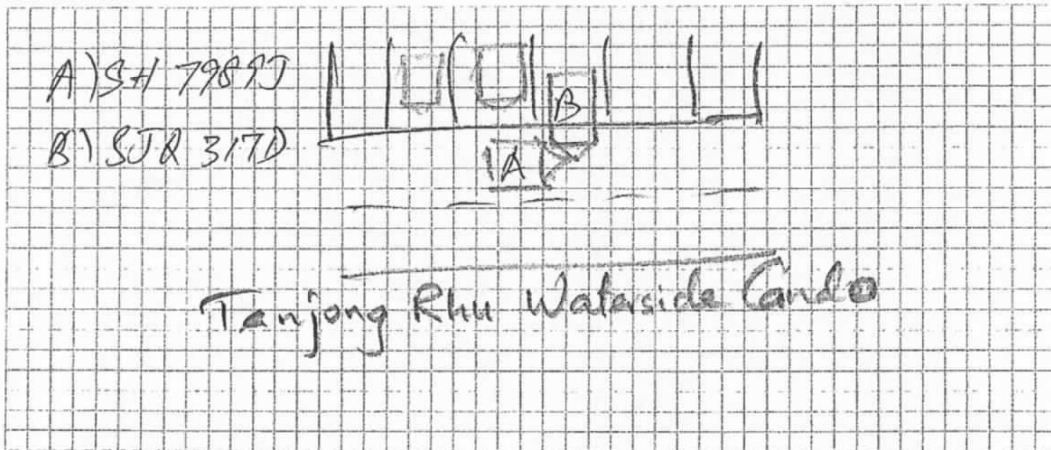 A) SH 7989J
B) SJQ 317D
B
A
Tanjong Rhu Waterside Condo